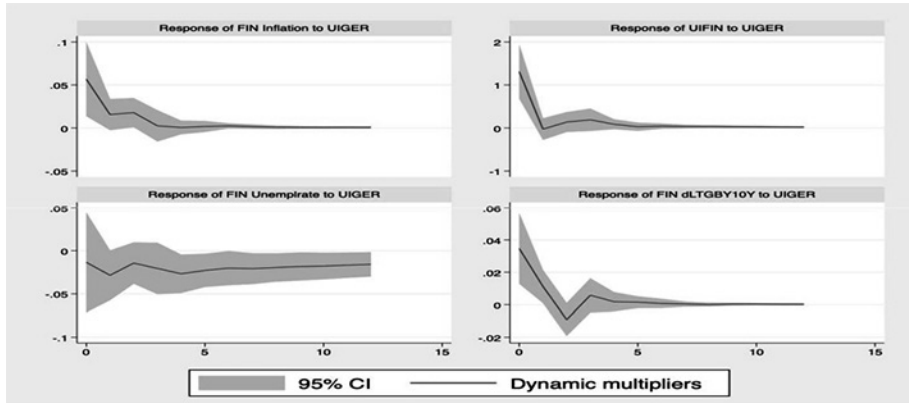 Response of FIN Inflation to UIGER
Response of UIFIN to UIGER
.1
.05
0
-.05
2
1
0
-1
Response of FIN Unemplrate to UIGER
Response of FIN dLTGBY10Y to UIGER
.05
0
-.05
-.1
.06
.04
.02
0
-.02
0 5 10 15
0 5 10 15
95% CI Dynamic multipliers